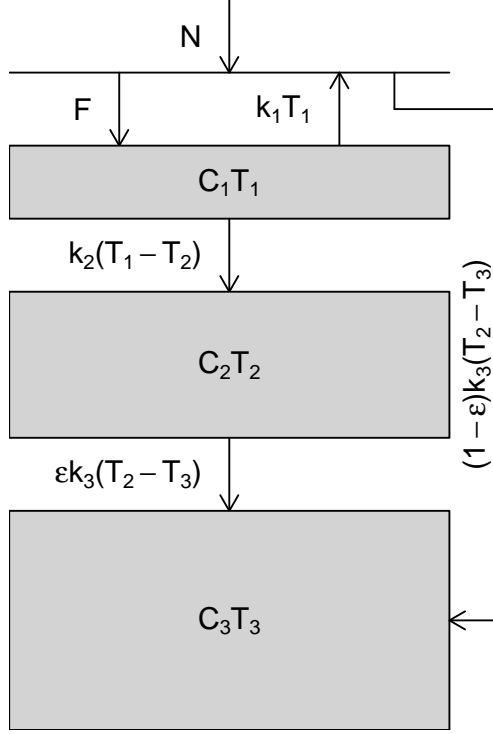 N
F
k₁T₁
C₁T₁
k₂(T₁ − T₂)
C₂T₂
(1 − ε)k₃(T₂ − T₃)
εk₃(T₂ − T₃)
C₃T₃